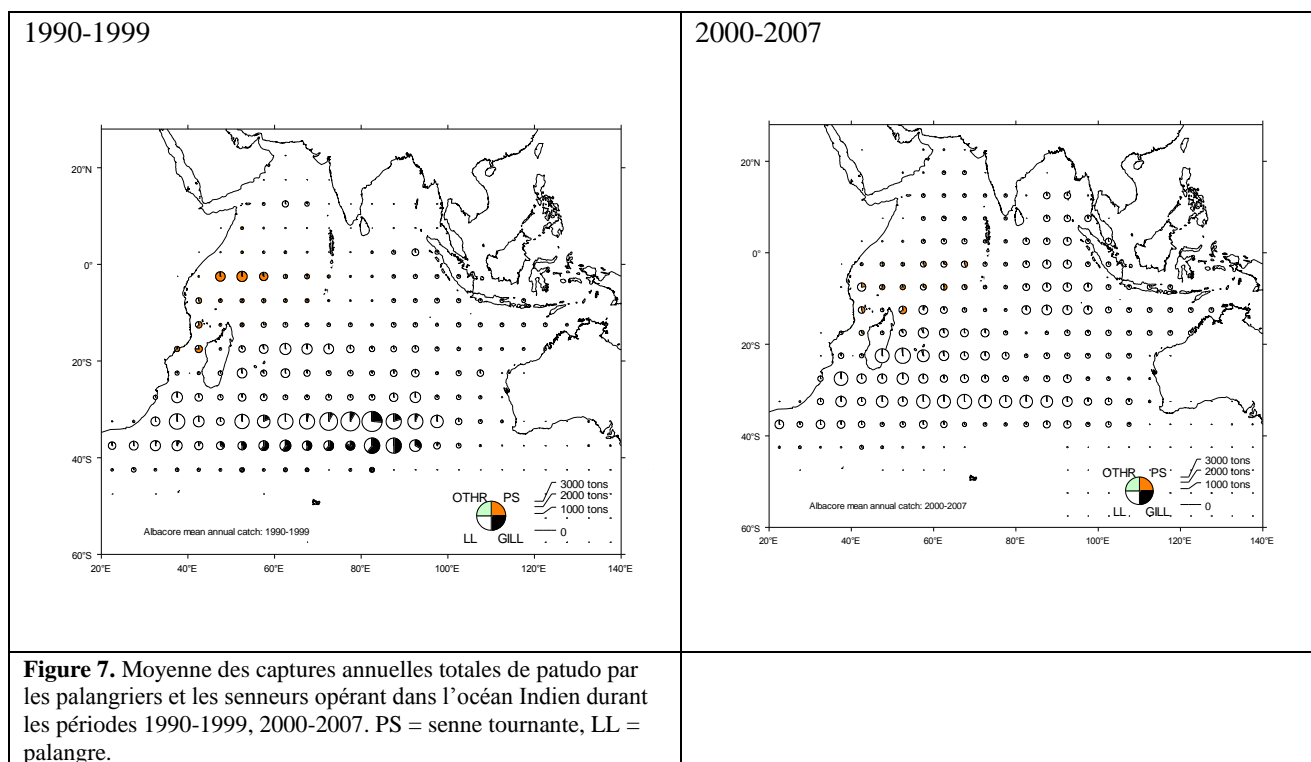 1990-1999
2000-2007
20°N
0°
20°S
40°S
60°S
20°E
40°E
60°E
80°E
100°E
120°E
140°E
OTHR
PS
LL
GILL
3000 tons
2000 tons
1000 tons
0
Albacore mean annual catch: 1990-1999
20°N
0°
20°S
40°S
60°S
20°E
40°E
60°E
80°E
100°E
120°E
140°E
OTHR
PS
LL
GILL
3000 tons
2000 tons
1000 tons
0
Albacore mean annual catch: 2000-2007
Figure 7. Moyenne des captures annuelles totales de patudo par
les palangriers et les senneurs opérant dans l'océan Indien durant
les périodes 1990-1999, 2000-2007. PS = senne tournante, LL =
palangre.